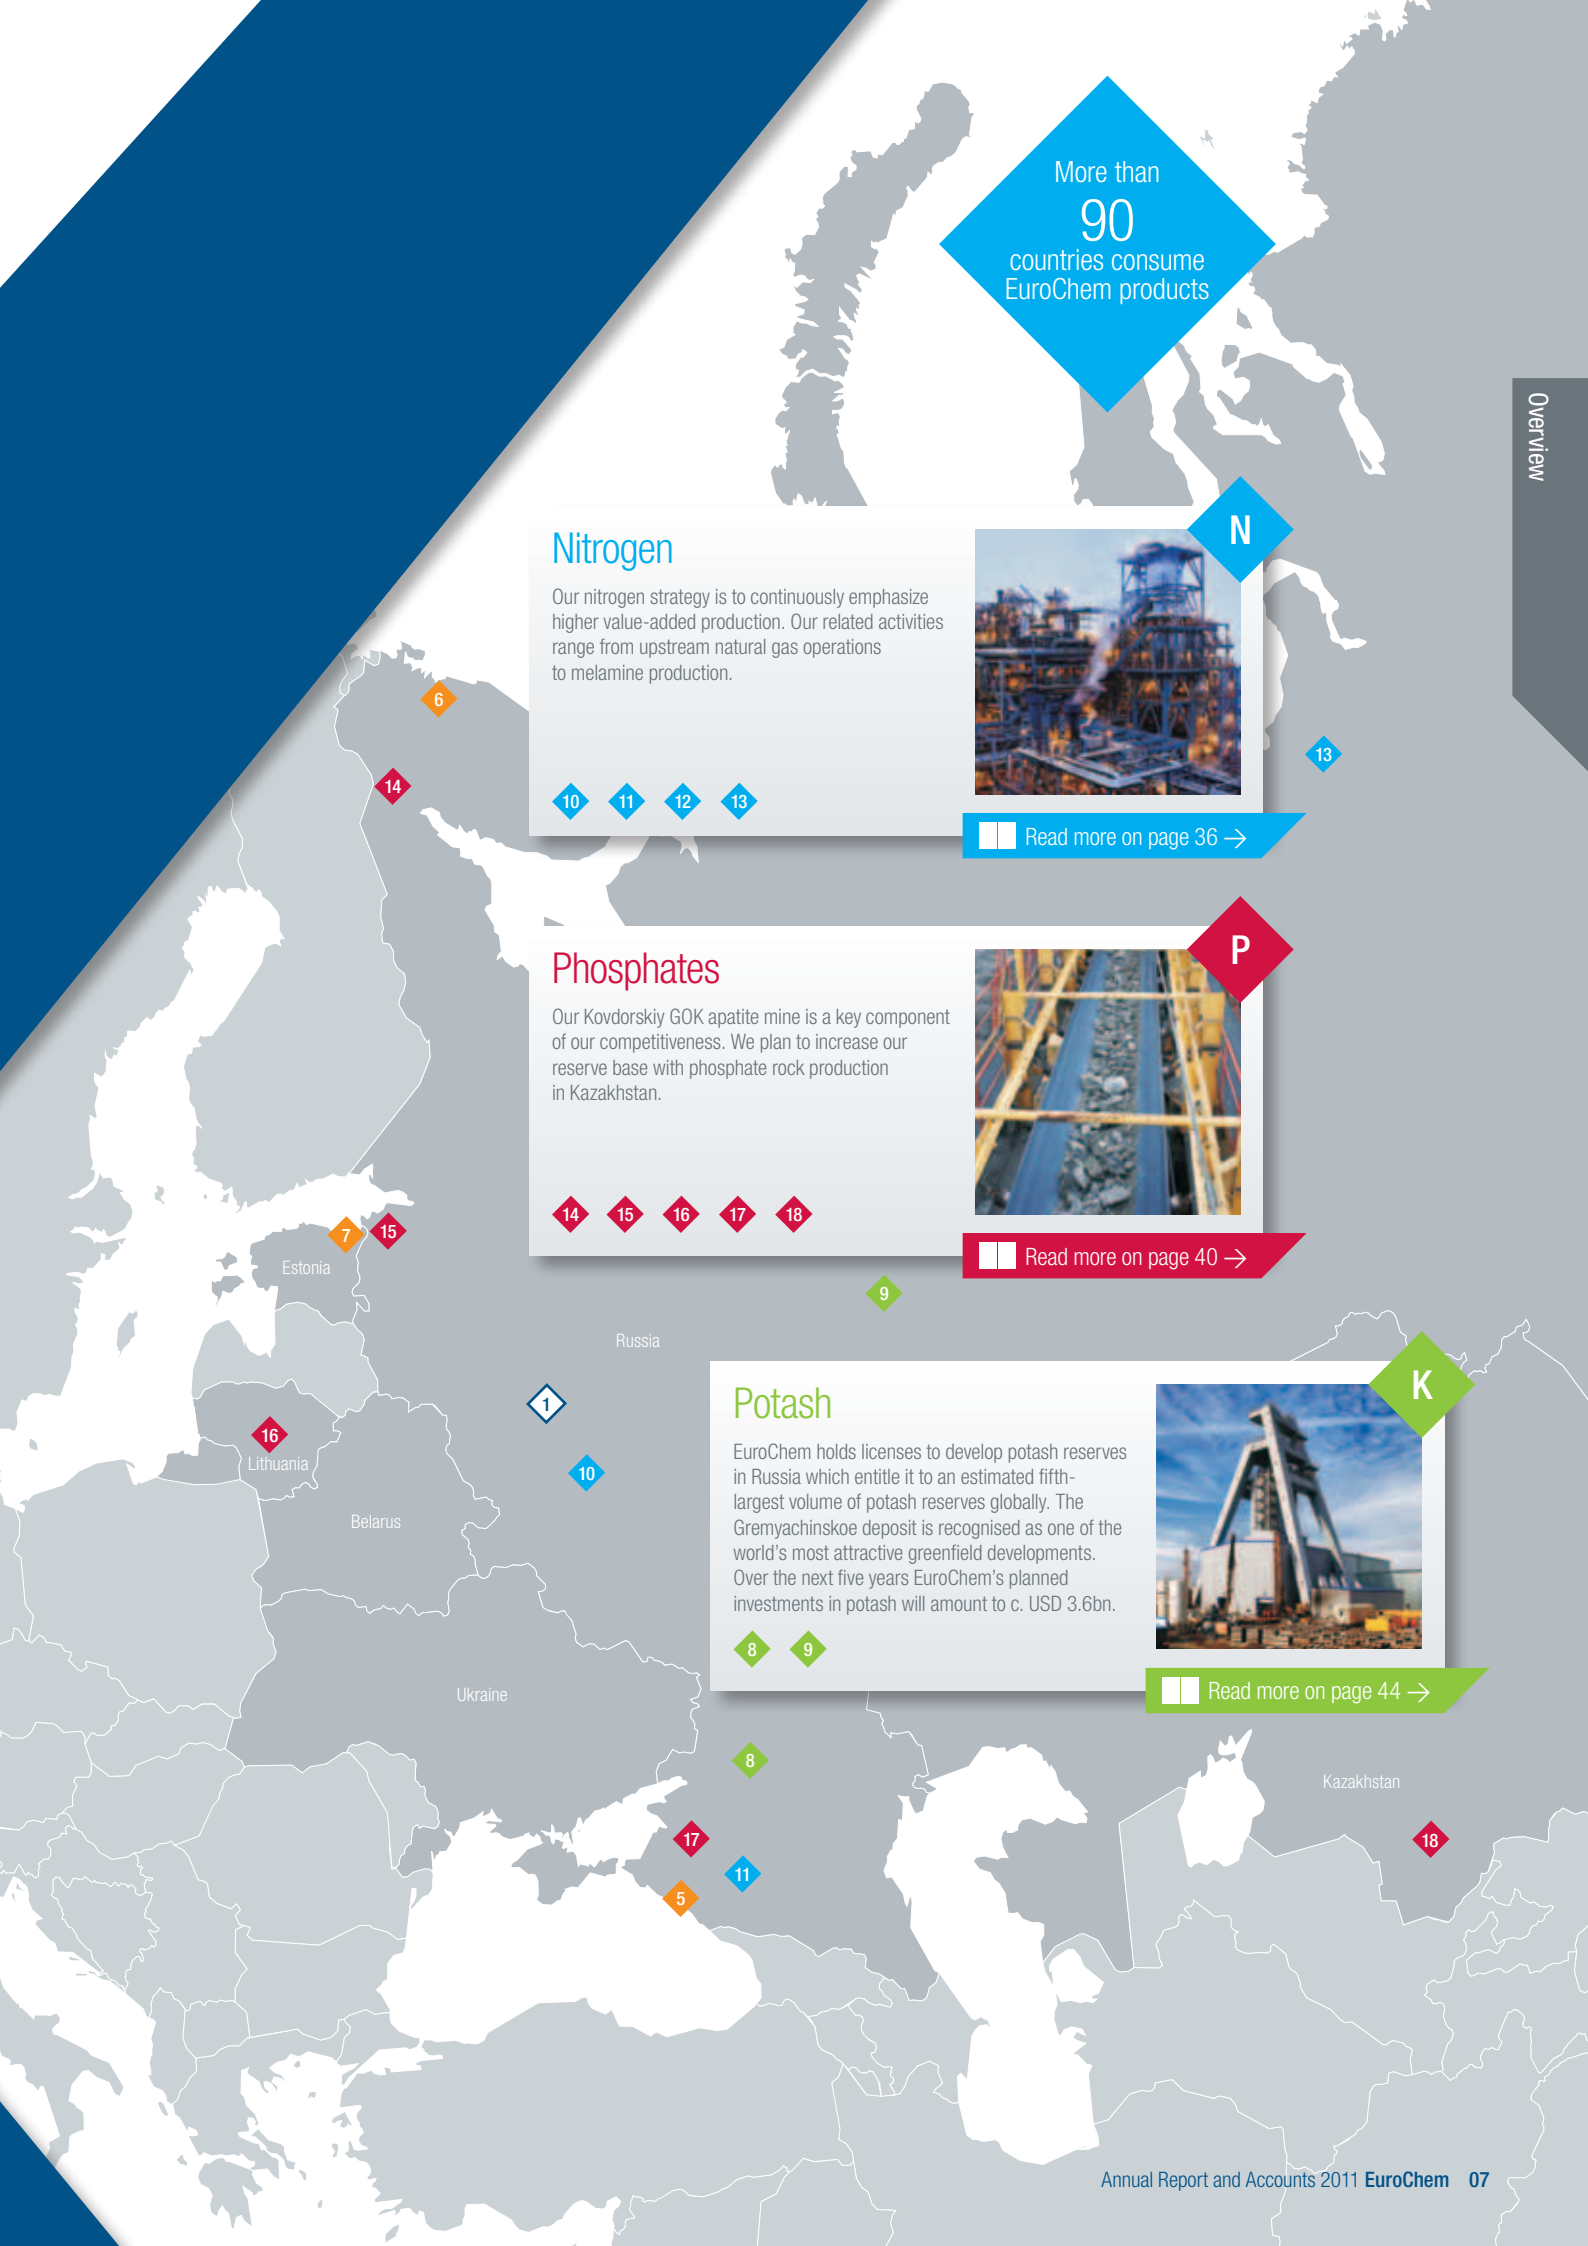 More than
90
countries consume
EuroChem products
Overview
N
Nitrogen
Our nitrogen strategy is to continuously emphasize
higher value-added production. Our related activities
range from upstream natural gas operations
to melamine production.
10 11 12 13
Read more on page 36
6
13
14
P
Phosphates
Our Kovdorskiy GOK apatite mine is a key component
of our competitiveness. We plan to increase our
reserve base with phosphate rock production
in Kazakhstan.
14 15 16 17 18
Read more on page 40
7 15
Estonia
9
Russia
1
16
Lithuania
10
Belarus
K
Potash
EuroChem holds licenses to develop potash reserves
in Russia which entitle it to an estimated fifth-
largest volume of potash reserves globally. The
Gremyachinskoe deposit is recognised as one of the
world's most attractive greenfield developments.
Over the next five years EuroChem's planned
investments in potash will amount to c. USD 3.6bn.
8 9
Read more on page 44
Ukraine
8
Kazakhstan
17
18
11
5
Annual Report and Accounts 2011 EuroChem 07